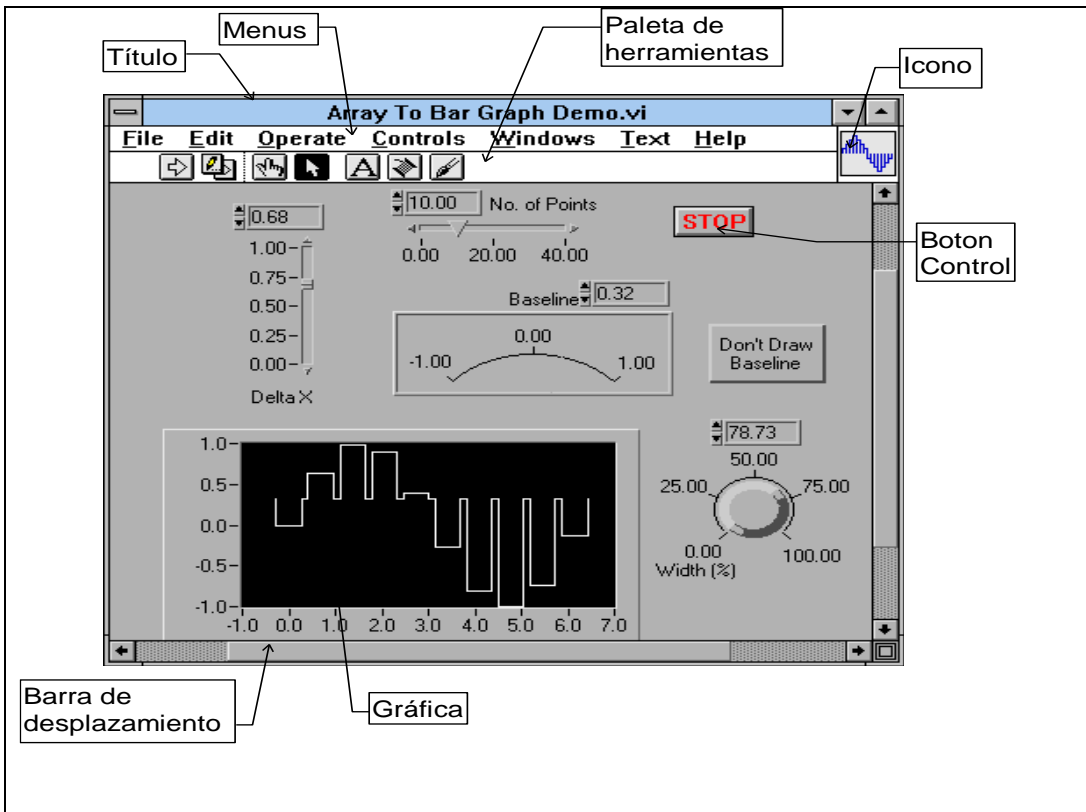 Menus
Paleta de
herramientas
Título
Icono
Array To Bar Graph Demo.vi
File Edit Operate Controls Windows Text Help
A
0.68
10.00 No. of Points
STOP
0.00 20.00 40.00
Boton
Control
1.00
0.75
0.50
0.25
0.00
Delta X
Baseline 0.32
-1.00 0.00 1.00
Don't Draw
Baseline
78.73
50.00
25.00 75.00
0.00 100.00
Width (%)
1.0
0.5
0.0
-0.5
-1.0
-1.0 0.0 1.0 2.0 3.0 4.0 5.0 6.0 7.0
Barra de
desplazamiento
Gráfica